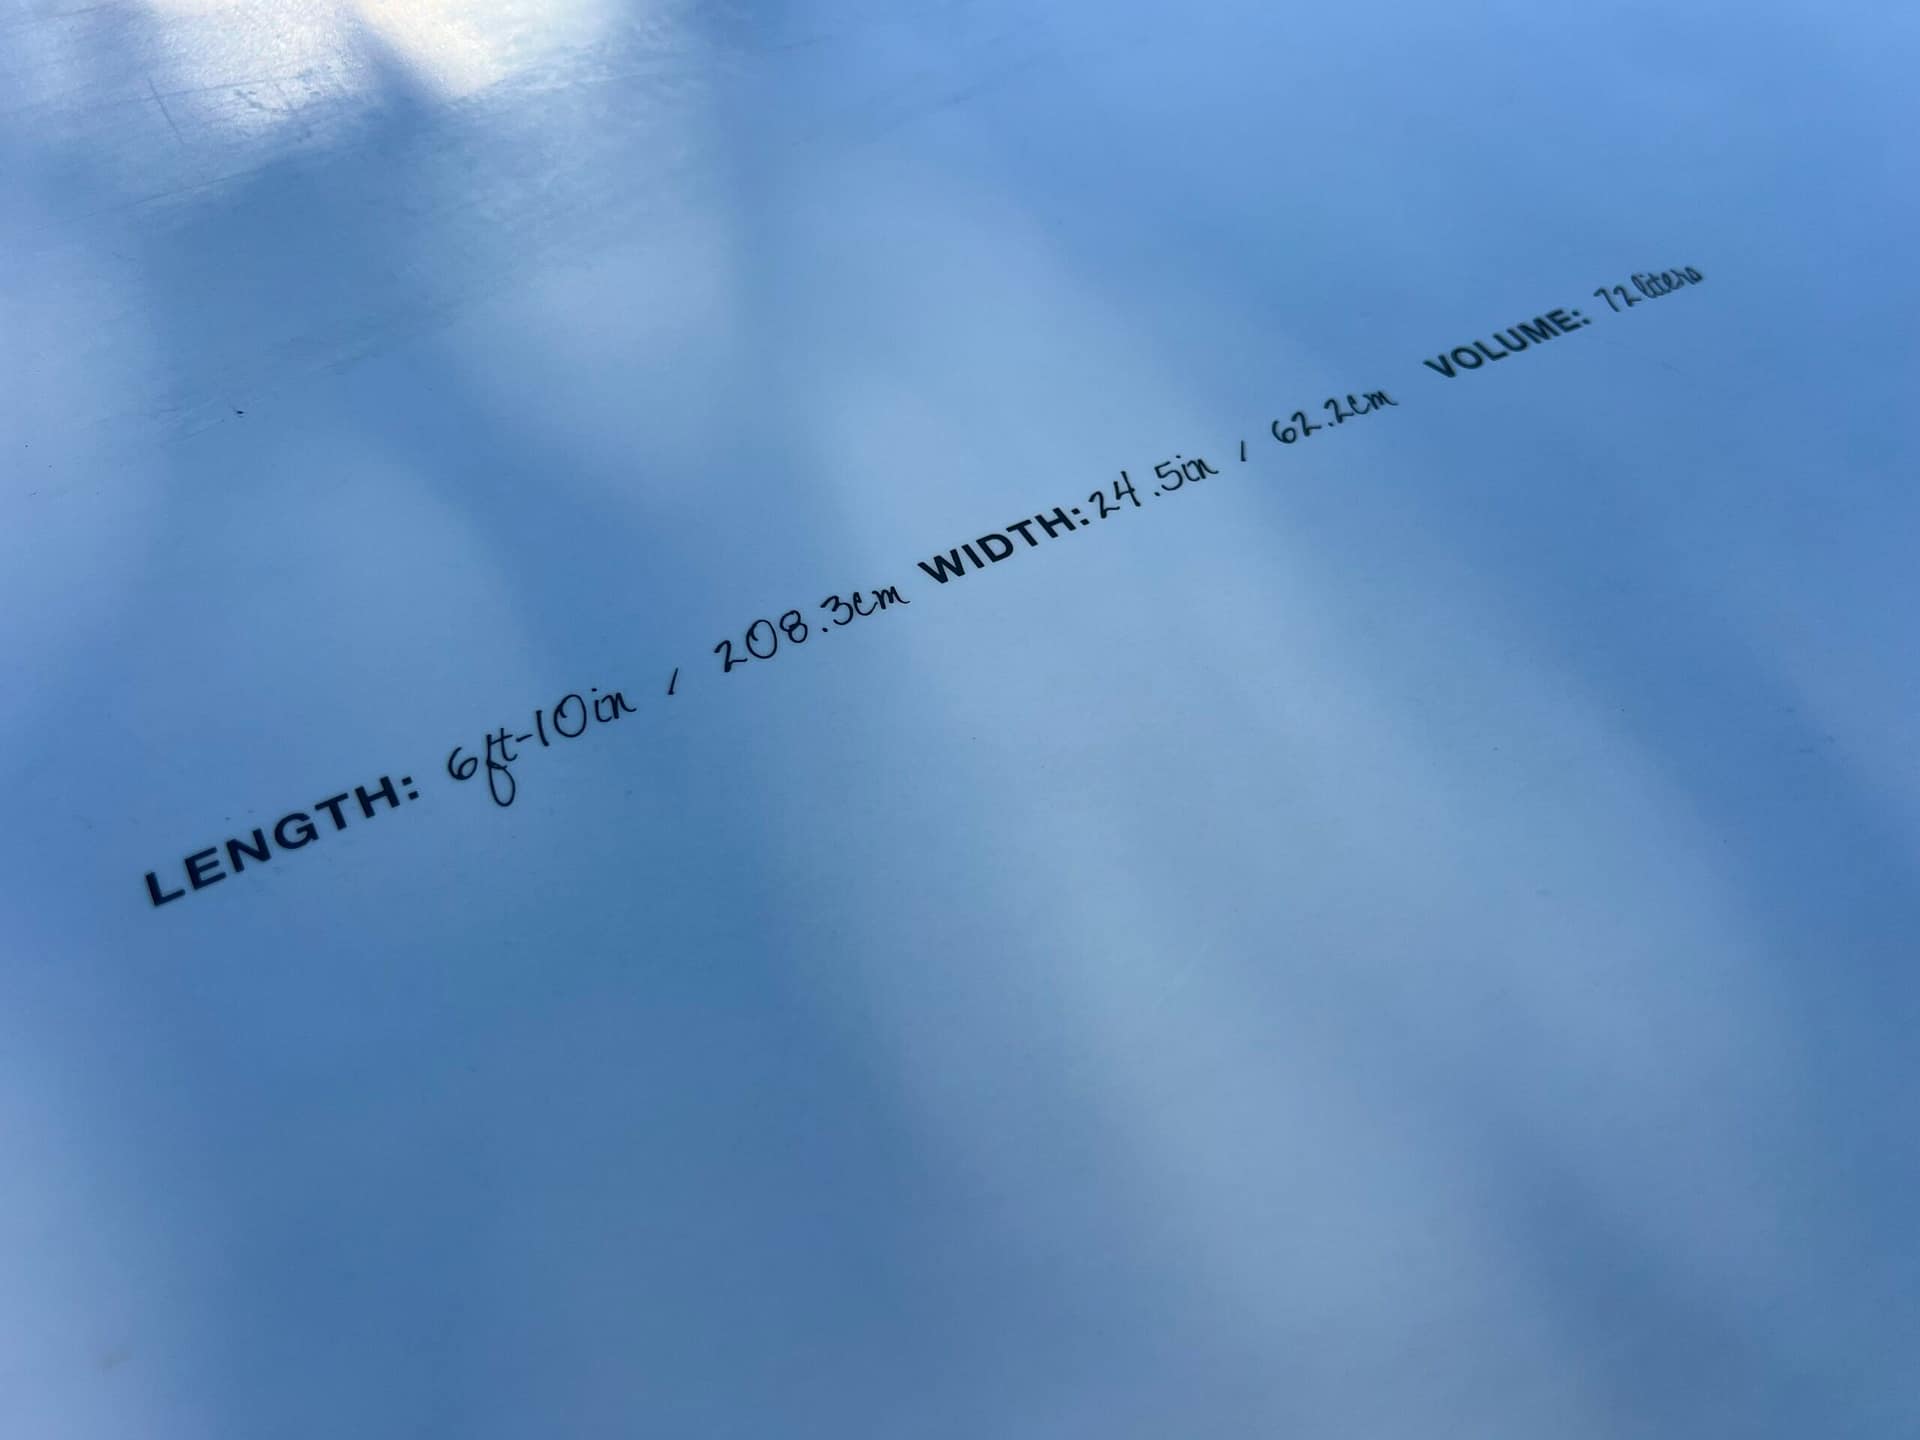 LENGTH: 6ft-10in / 208.3cm WIDTH: 24.5in / 62.2cm VOLUME: 72 liters